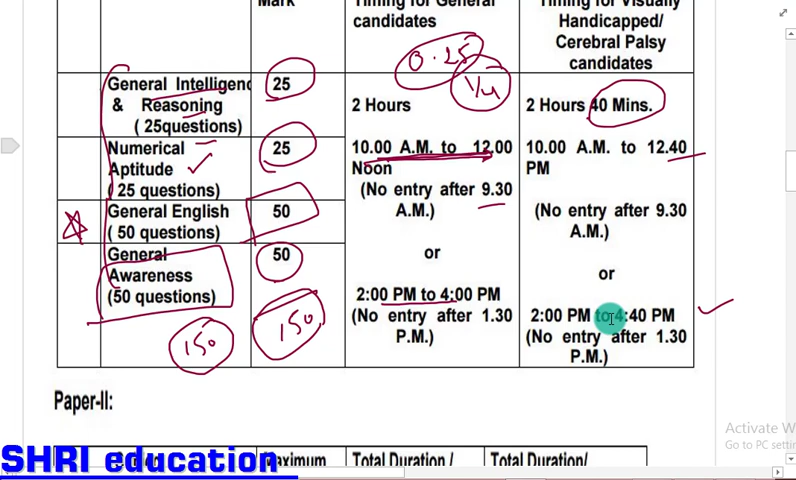 Mark
Timing for General
candidates
Timing for Visually
Handicapped/
Cerebral Palsy
candidates
0.25
1/4
General Intelligenc
& Reasoning
( 25questions)
25
2 Hours
10.00 A.M. to 12.00
Noon
(No entry after 9.30
A.M.)
or
2:00 PM to 4:00 PM
(No entry after 1.30
P.M.)
2 Hours 40 Mins.
10.00 A.M. to 12.40
PM
(No entry after 9.30
A.M.)
or
2:00 PM to 4:40 PM
(No entry after 1.30
P.M.)
Numerical
Aptitude
( 25 questions)
25
General English
( 50 questions)
50
General
Awareness
(50 questions)
50
150
150
Paper-II:
Maximum
Total Duration /
Total Duration/
Activate W
Go to PC setting
SHRI education